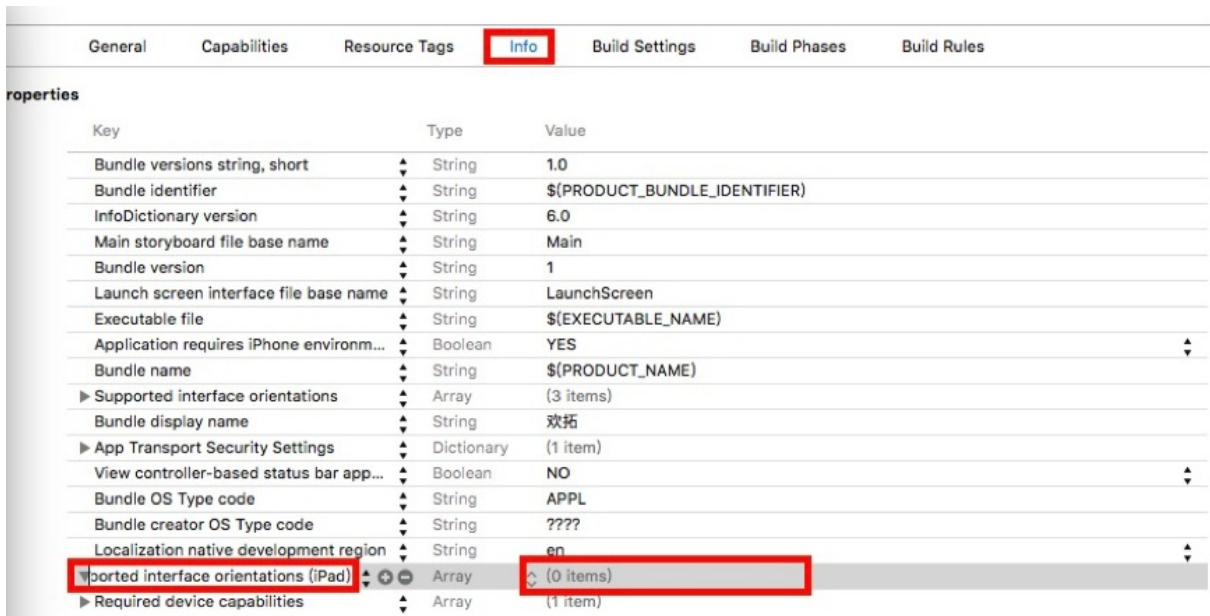 General Capabilities Resource Tags Info Build Settings Build Phases Build Rules
roperties
Key Type Value
Bundle versions string, short String 1.0
Bundle identifier String $(PRODUCT_BUNDLE_IDENTIFIER)
InfoDictionary version String 6.0
Main storyboard file base name String Main
Bundle version String 1
Launch screen interface file base name String LaunchScreen
Executable file String $(EXECUTABLE_NAME)
Application requires iPhone environm... Boolean YES
Bundle name String $(PRODUCT_NAME)
Supported interface orientations Array (3 items)
Bundle display name String 欢拓
App Transport Security Settings Dictionary (1 item)
View controller-based status bar app... Boolean NO
Bundle OS Type code String APPL
Bundle creator OS Type code String ????
Localization native development region String en
ported interface orientations (iPad) Array (0 items)
Required device capabilities Array (1 item)